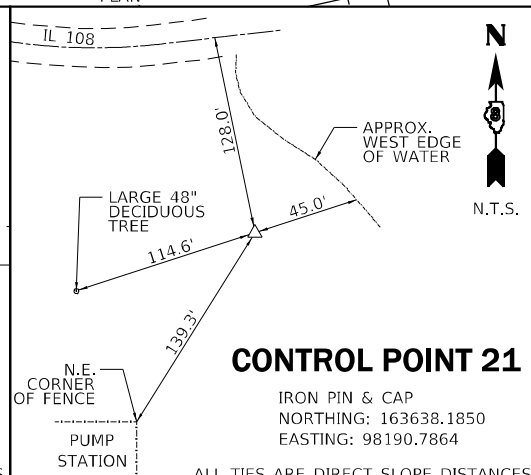 PLAN
IL 108
N
8
128.0'
APPROX.
WEST EDGE
OF WATER
N.T.S.
LARGE 48"
DECIDUOUS
TREE
45.0'
114.6'
139.3'
CONTROL POINT 21
N.E.
CORNER
OF FENCE
IRON PIN & CAP
NORTHING: 163638.1850
EASTING: 98190.7864
PUMP
STATION
ALL TIES ARE DIRECT SLOPE DISTANCES